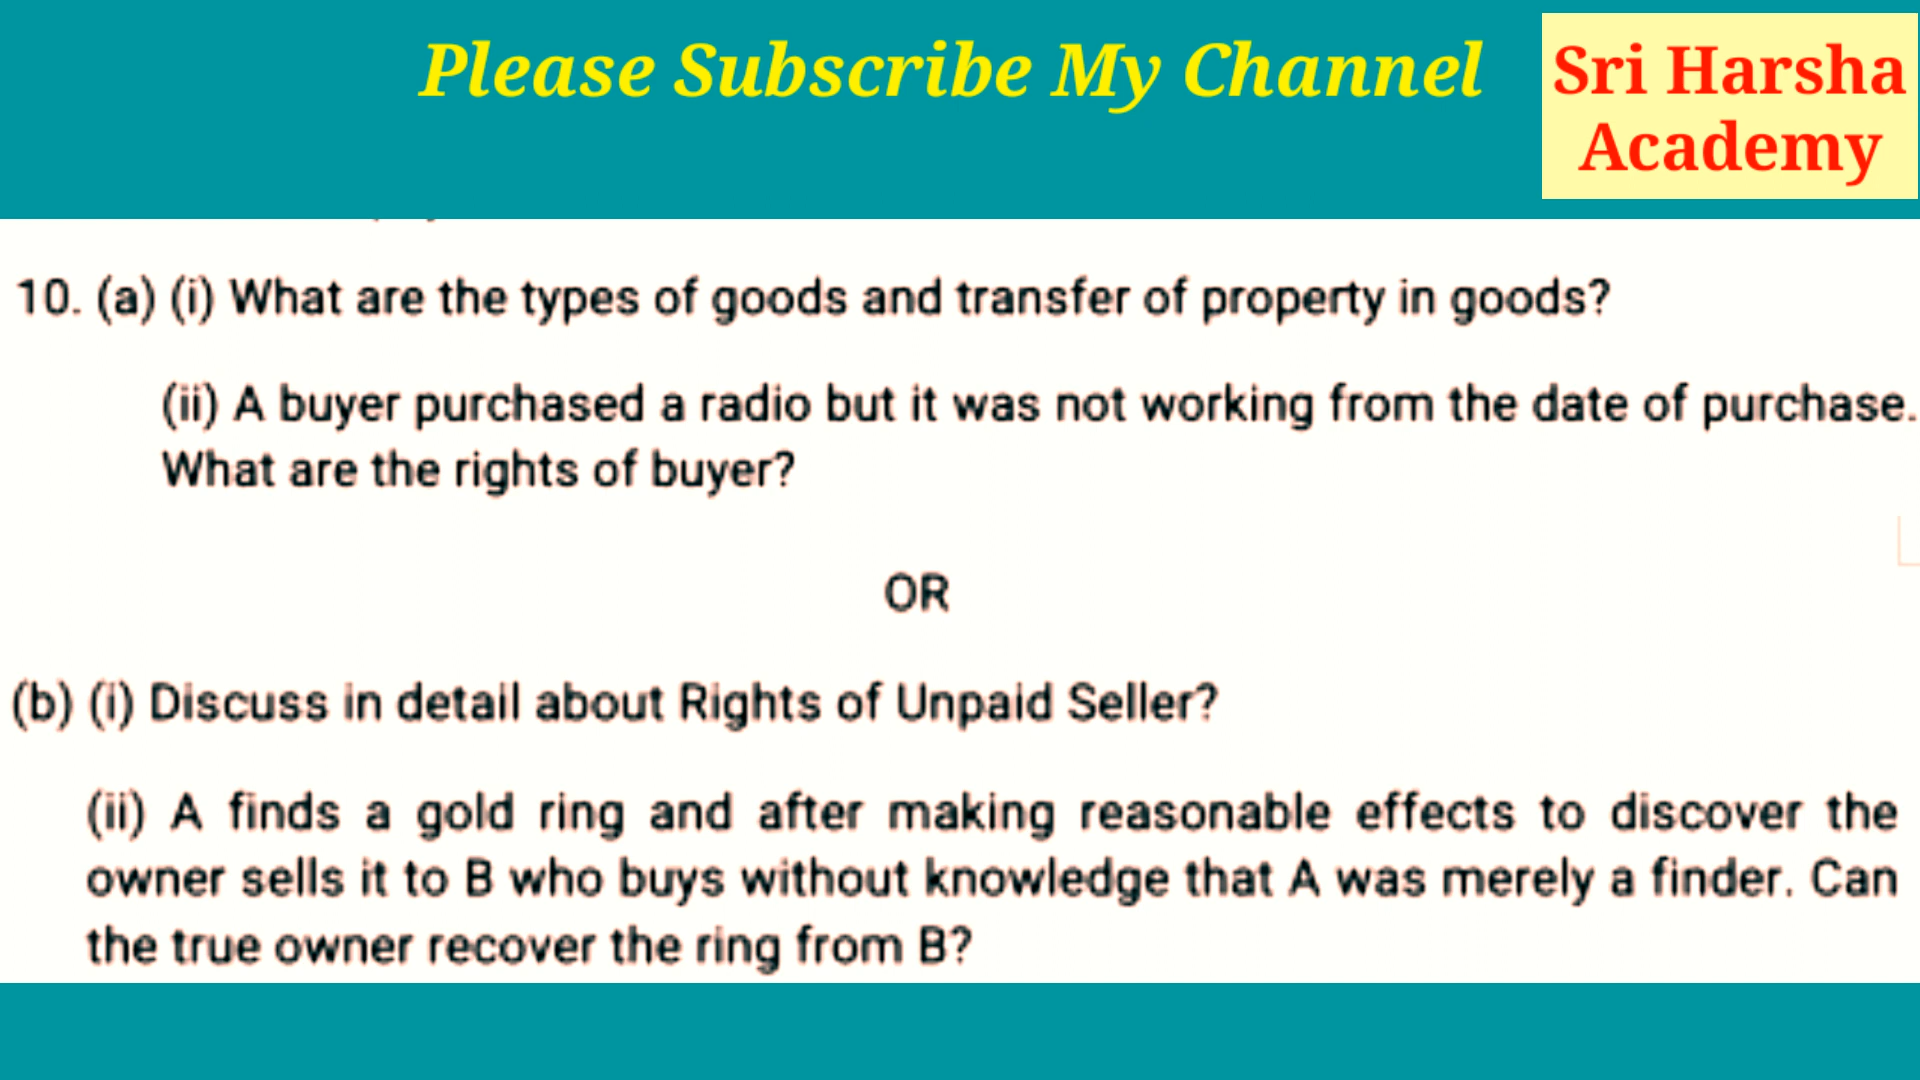 Please Subscribe My Channel
Sri Harsha
Academy
10. (a) (i) What are the types of goods and transfer of property in goods?
(ii) A buyer purchased a radio but it was not working from the date of purchase.
What are the rights of buyer?
OR
(b) (i) Discuss in detail about Rights of Unpaid Seller?
(ii) A finds a gold ring and after making reasonable effects to discover the
owner sells it to B who buys without knowledge that A was merely a finder. Can
the true owner recover the ring from B?